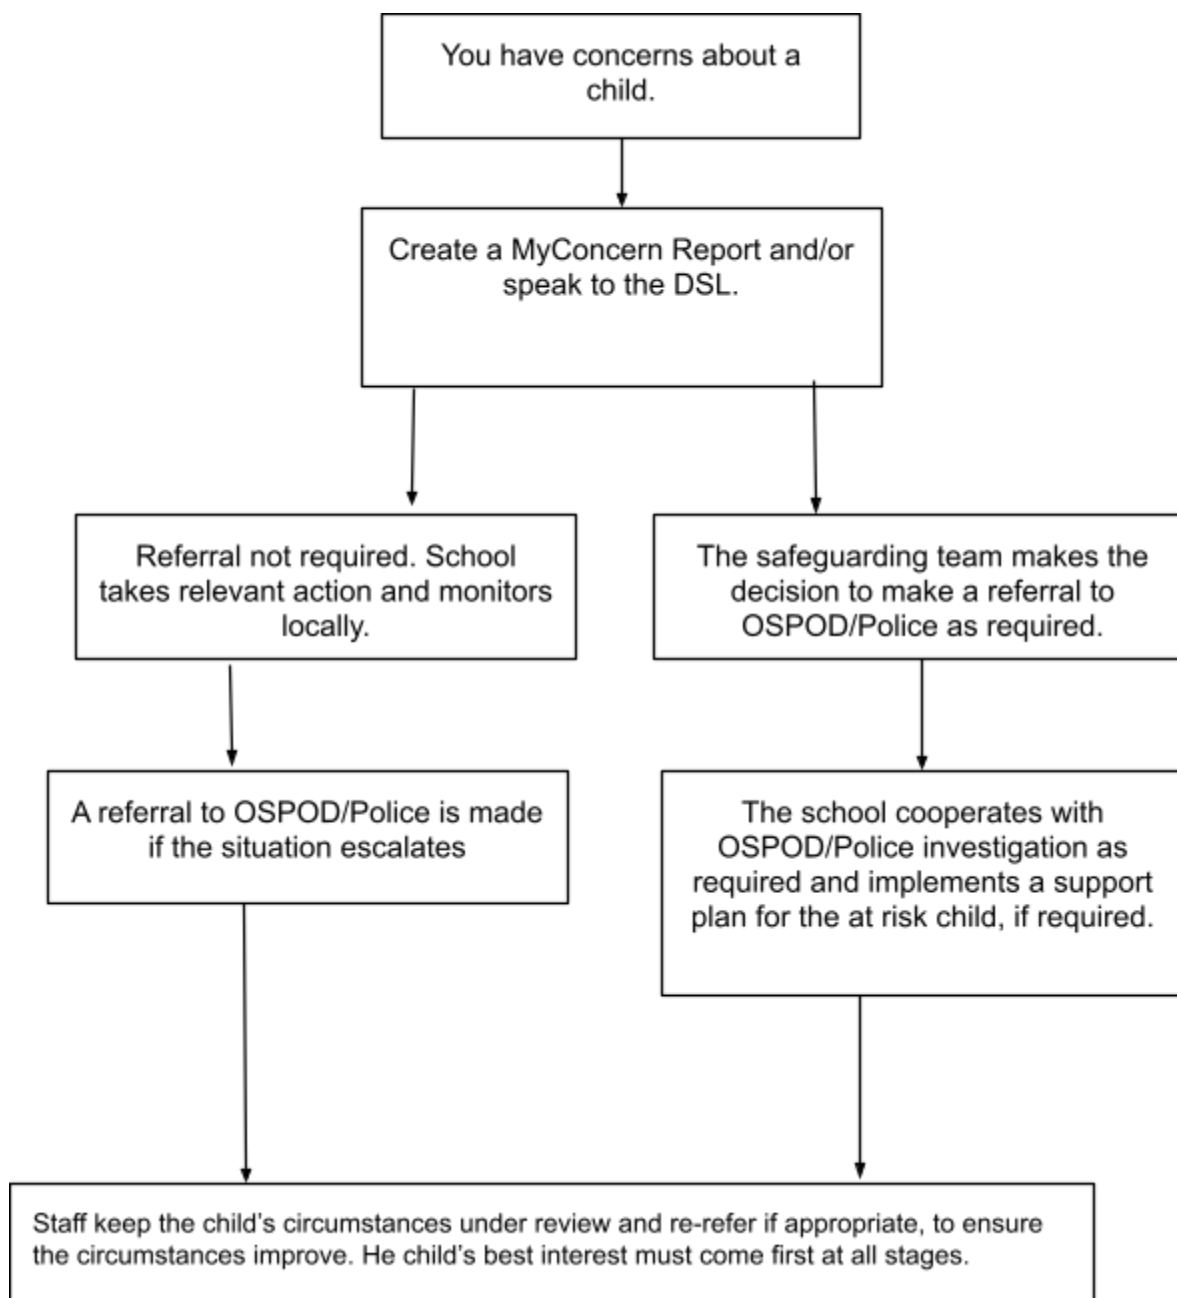 You have concerns about a
child.
Create a MyConcern Report and/or
speak to the DSL.
Referral not required. School
takes relevant action and monitors
locally.
The safeguarding team makes the
decision to make a referral to
OSPOD/Police as required.
A referral to OSPOD/Police is made
if the situation escalates
The school cooperates with
OSPOD/Police investigation as
required and implements a support
plan for the at risk child, if required.
Staff keep the child’s circumstances under review and re-refer if appropriate, to ensure
the circumstances improve. He child’s best interest must come first at all stages.